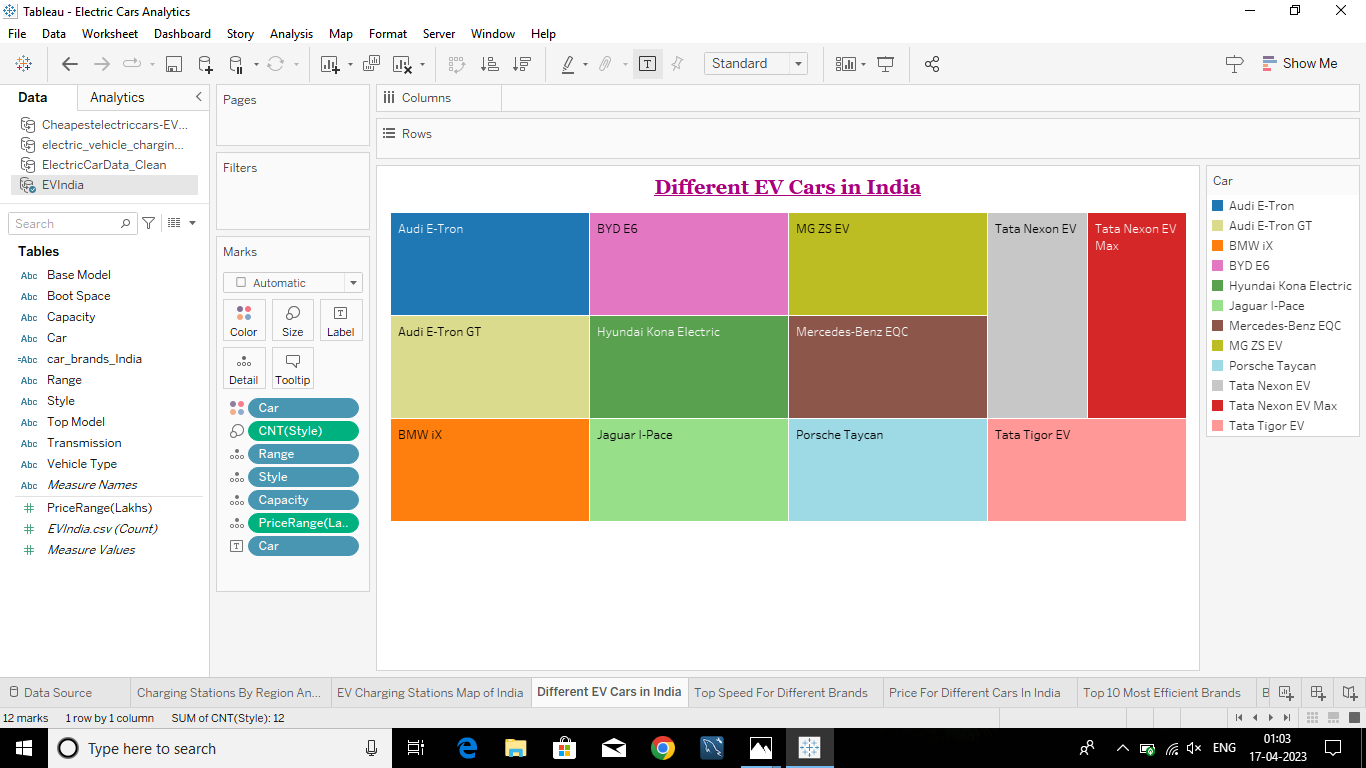 Tableau - Electric Cars Analytics
File Data Worksheet Dashboard Story Analysis Map Format Server Window Help
Standard
Show Me
Data Analytics
Cheapestelectriccars-EV...
electric_vehicle_chargin...
ElectricCarData_Clean
EVIndia
Search
Tables
Abc Base Model
Abc Boot Space
Abc Capacity
Abc Car
=Abc car_brands_India
Abc Range
Abc Style
Abc Top Model
Abc Transmission
Abc Vehicle Type
Abc Measure Names
# PriceRange(Lakhs)
# EVIndia.csv (Count)
# Measure Values
Pages
Filters
Marks
Automatic
Color Size Label
Detail Tooltip
Car
CNT(Style)
Range
Style
Capacity
PriceRange(La..
Car
Columns
Rows
Different EV Cars in India
Audi E-Tron
BYD E6
MG ZS EV
Tata Nexon EV
Tata Nexon EV
Max
Audi E-Tron GT
Hyundai Kona Electric
Mercedes-Benz EQC
BMW iX
Jaguar I-Pace
Porsche Taycan
Tata Tigor EV
Car
Audi E-Tron
Audi E-Tron GT
BMW iX
BYD E6
Hyundai Kona Electric
Jaguar I-Pace
Mercedes-Benz EQC
MG ZS EV
Porsche Taycan
Tata Nexon EV
Tata Nexon EV Max
Tata Tigor EV
Data Source Charging Stations By Region An... EV Charging Stations Map of India Different EV Cars in India Top Speed For Different Brands Price For Different Cars In India Top 10 Most Efficient Brands B
12 marks 1 row by 1 column SUM of CNT(Style): 12
Type here to search
ENG
01:03
17-04-2023